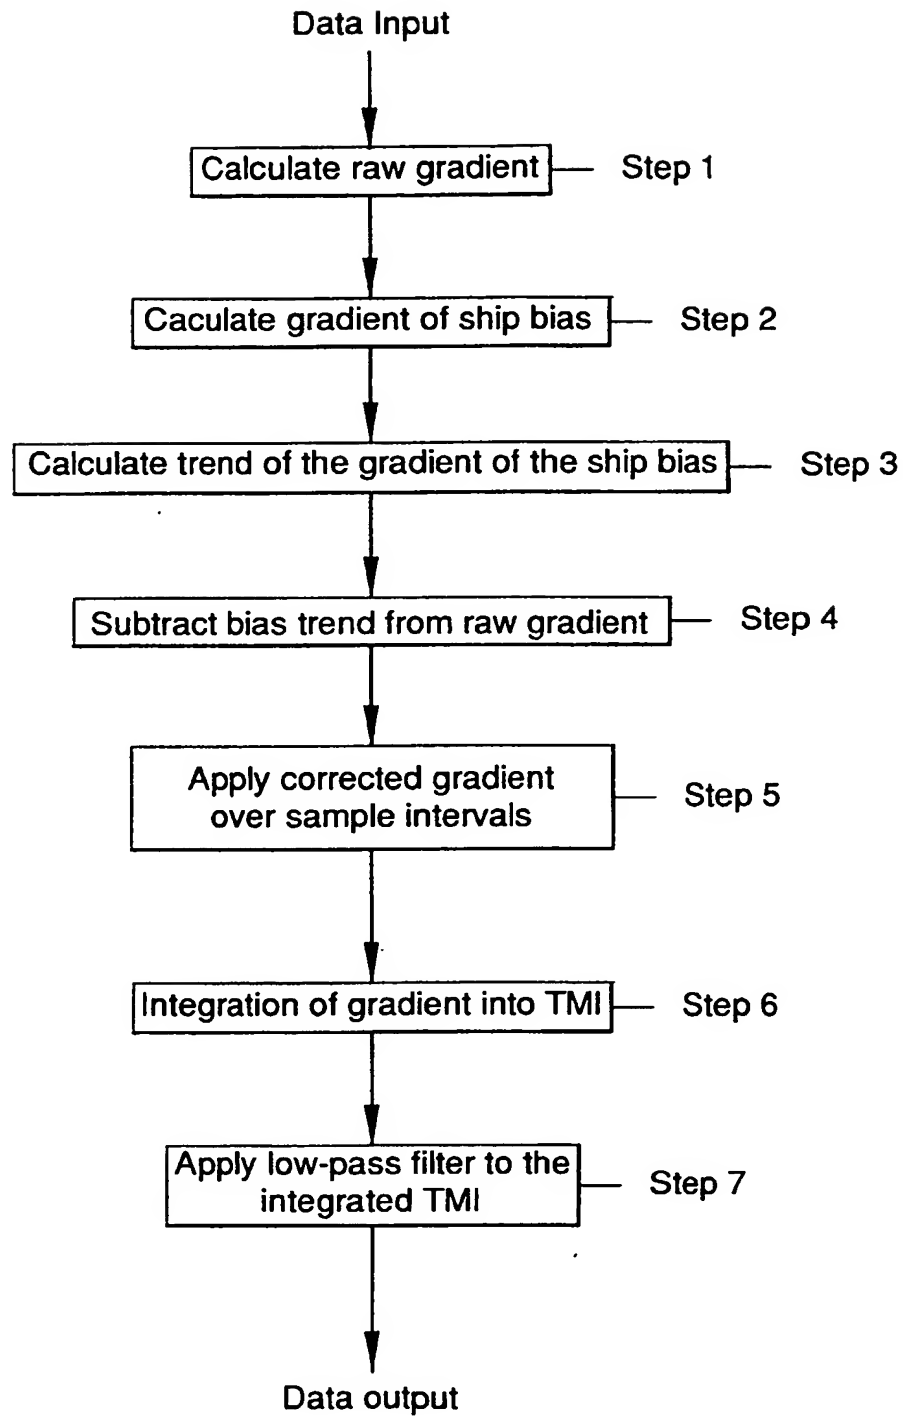 Data Input
Calculate raw gradient
Step 1
Caculate gradient of ship bias
Step 2
Calculate trend of the gradient of the ship bias
Step 3
Subtract bias trend from raw gradient
Step 4
Apply corrected gradient
over sample intervals
Step 5
Integration of gradient into TMI
Step 6
Apply low-pass filter to the
integrated TMI
Step 7
Data output